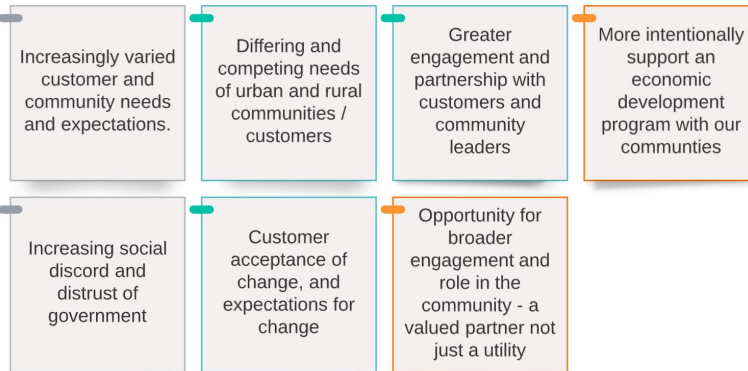 Increasingly varied
customer and
community needs
and expectations.
Differing and
competing needs
of urban and rural
communities /
customers
Greater
engagement and
partnership with
customers and
community
leaders
More intentionally
support an
economic
development
program with our
communties
Increasing social
discord and
distrust of
government
Customer
acceptance of
change, and
expectations for
change
Opportunity for
broader
engagement and
role in the
community - a
valued partner not
just a utility